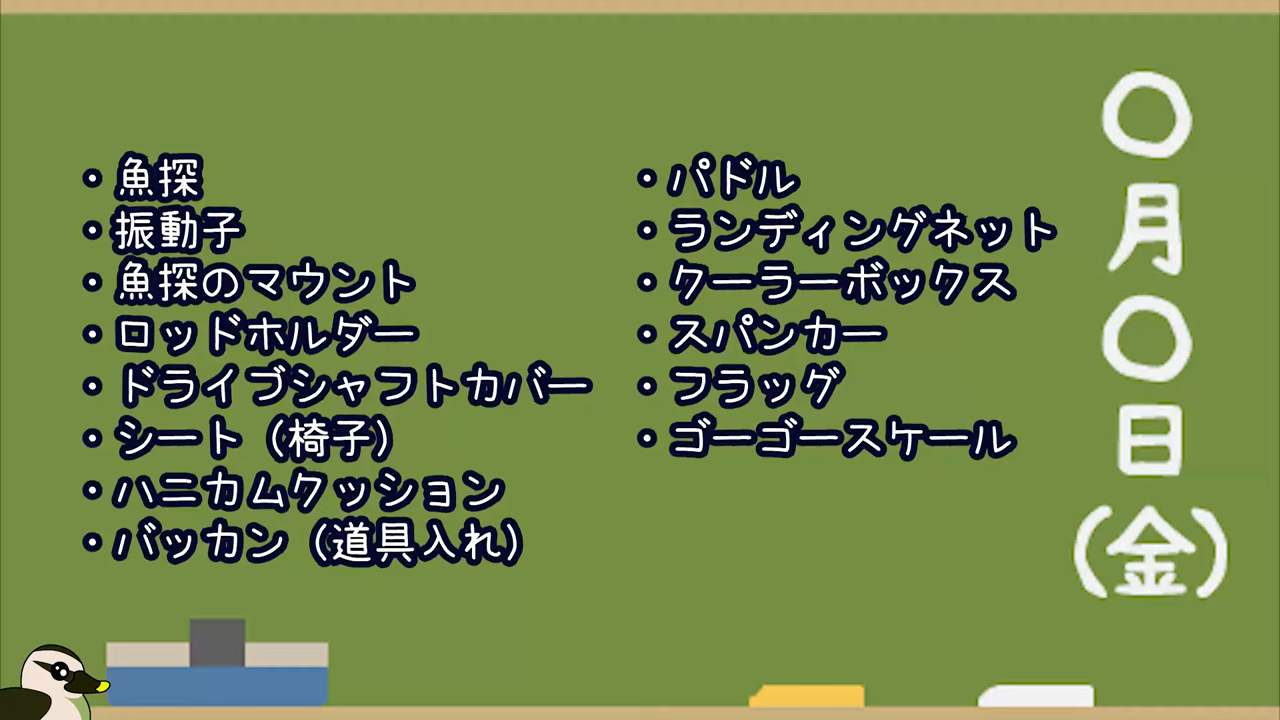 ・魚探
・振動子
・魚探のマウント
・ロッドホルダー
・ドライブシャフトカバー
・シート（椅子）
・ハニカムクッション
・バッカン（道具入れ）
・パドル
・ランディングネット
・クーラーボックス
・スパンカー
・フラッグ
・ゴーゴースケール
〇月〇日（金）